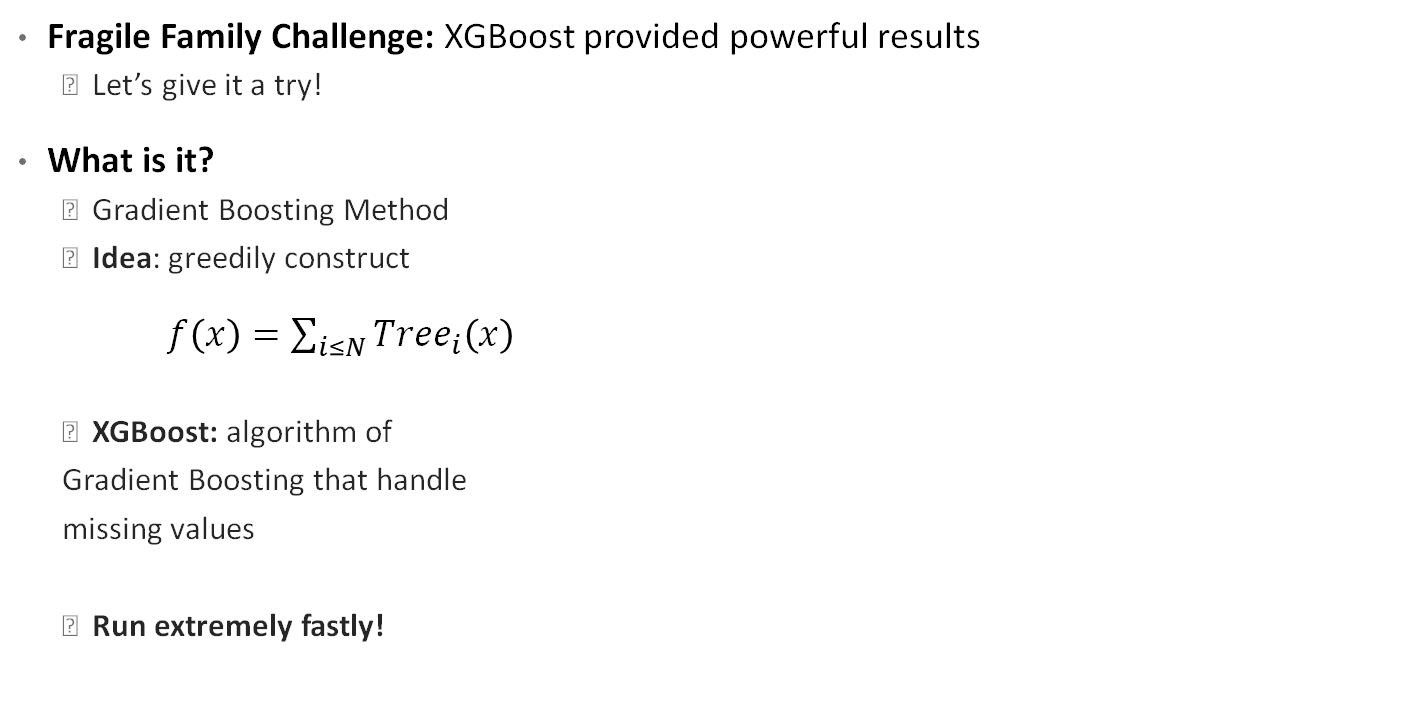 • Fragile Family Challenge: XGBoost provided powerful results
⍰ Let’s give it a try!
• What is it?
⍰ Gradient Boosting Method
⍰ Idea: greedily construct
f(x) = ∑_{i≤N} Tree_i(x)
⍰ XGBoost: algorithm of
Gradient Boosting that handle
missing values
⍰ Run extremely fastly!